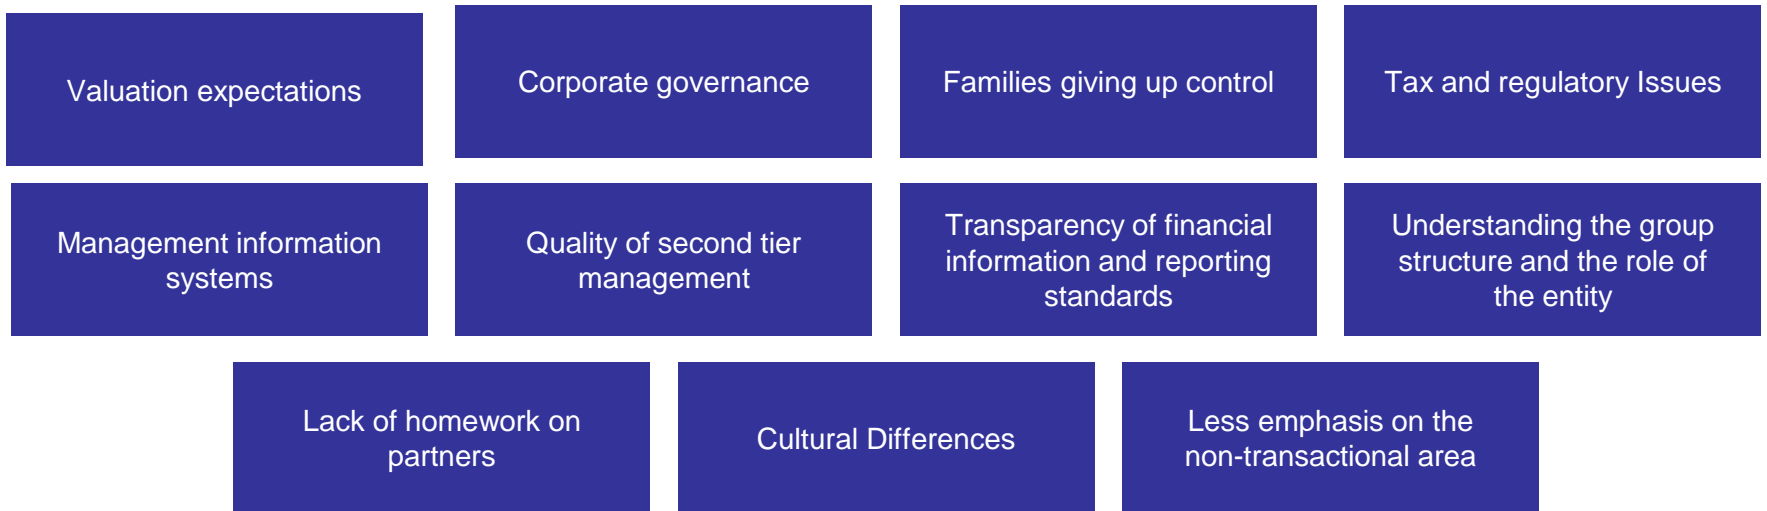 Valuation expectations
Corporate governance
Families giving up control
Tax and regulatory Issues
Management information
systems
Quality of second tier
management
Transparency of financial
information and reporting
standards
Understanding the group
structure and the role of
the entity
Lack of homework on
partners
Cultural Differences
Less emphasis on the
non-transactional area